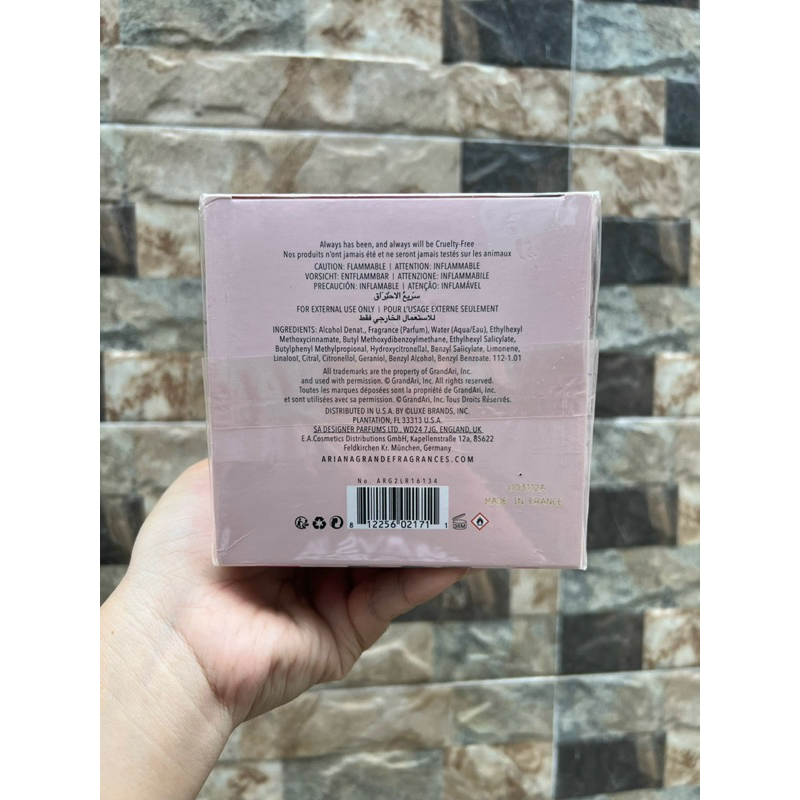 Always has been, and always will be Cruelty-Free
Nos produits n'ont jamais été et ne seront jamais testés sur les animaux
CAUTION: FLAMMABLE | ATTENTION: INFLAMMABLE
VORSICHT: ENTFLAMMBAR | ATTENZIONE: INFLAMMABILE
PRECAUCIÓN: INFLAMABLE | ATENÇÃO: INFLAMÁVEL
سريع الاحتراق
FOR EXTERNAL USE ONLY | POUR L'USAGE EXTERNE SEULEMENT
للاستعمال الخارجي فقط
INGREDIENTS: Alcohol Denat., Fragrance (Parfum), Water (Aqua/Eau), Ethylhexyl
Methoxycinnamate, Butyl Methoxydibenzoylmethane, Ethylhexyl Salicylate,
Butylphenyl Methylpropional, Hydroxycitronellal, Benzyl Salicylate, Limonene,
Linalool, Citral, Citronellol, Geraniol, Benzyl Alcohol, Benzyl Benzoate. 112-1.01
All trademarks are the property of GrandAri, Inc.
and used with permission. © GrandAri, Inc. All rights reserved.
Toutes les marques déposées sont la propriété de GrandAri, Inc.
et sont utilisées avec sa permission. © GrandAri, Inc. Tous Droits Réservés.
DISTRIBUTED IN U.S.A. BY ©LUXE BRANDS, INC.
PLANTATION, FL 33313 U.S.A.
SA DESIGNER PARFUMS LTD., WD24 7JG, ENGLAND, UK
E.A.Cosmetics Distributions GmbH, Kapellenstraße 12a, 85622
Feldkirchen Kr. München, Germany
ARIANAGRANDEFRAGRANCES.COM
No. ARG2LR16134
MADE IN FRANCE
8 12256 02171 1